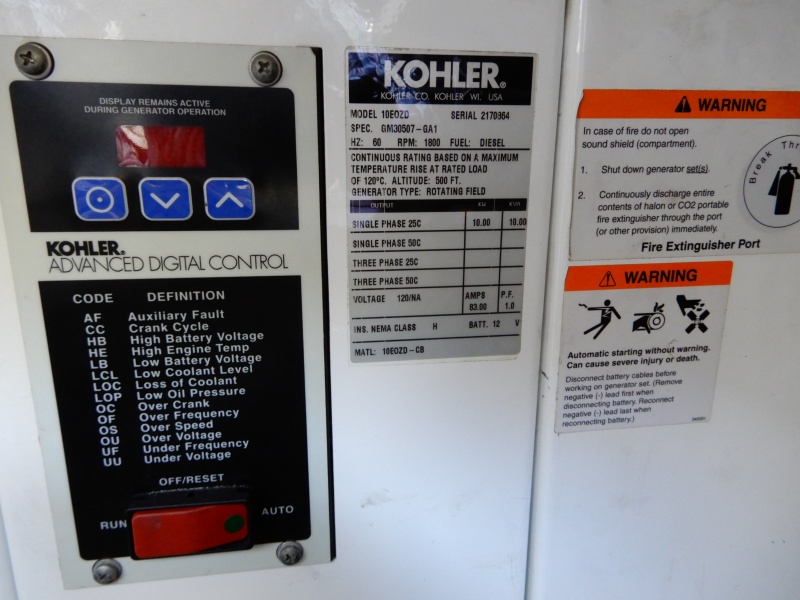 DISPLAY REMAINS ACTIVE
DURING GENERATOR OPERATION
KOHLER®
ADVANCED DIGITAL CONTROL
CODE DEFINITION
AF Auxiliary Fault
CC Crank Cycle
HB High Battery Voltage
HE High Engine Temp
LB Low Battery Voltage
LCL Low Coolant Level
LOC Loss of Coolant
LOP Low Oil Pressure
OC Over Crank
OF Over Frequency
OS Over Speed
OU Over Voltage
UF Under Frequency
UU Under Voltage
OFF/RESET
RUN AUTO
KOHLER®
KOHLER CO. KOHLER WI. USA
MODEL 10EOZD SERIAL 2170364
SPEC. GM30507-GA1
HZ: 60 RPM: 1800 FUEL: DIESEL
CONTINUOUS RATING BASED ON A MAXIMUM
TEMPERATURE RISE AT RATED LOAD
OF 120°C. ALTITUDE: 500 FT.
GENERATOR TYPE: ROTATING FIELD
OUTPUT KW KVA
SINGLE PHASE 25C 10.00 10.00
SINGLE PHASE 50C
THREE PHASE 25C
THREE PHASE 50C
VOLTAGE 120/NA AMPS 83.00 P.F. 1.0
INS. NEMA CLASS H BATT. 12 V
MATL: 10EOZD-CB
WARNING
In case of fire do not open
sound shield (compartment).
1. Shut down generator set(s).
2. Continuously discharge entire
contents of halon or CO2 portable
fire extinguisher through the port
(or other provision) immediately.
Fire Extinguisher Port
Break Thr
WARNING
Automatic starting without warning.
Can cause severe injury or death.
Disconnect battery cables before
working on generator set. (Remove
negative (-) lead first when
disconnecting battery. Reconnect
negative (-) lead last when
reconnecting battery.)